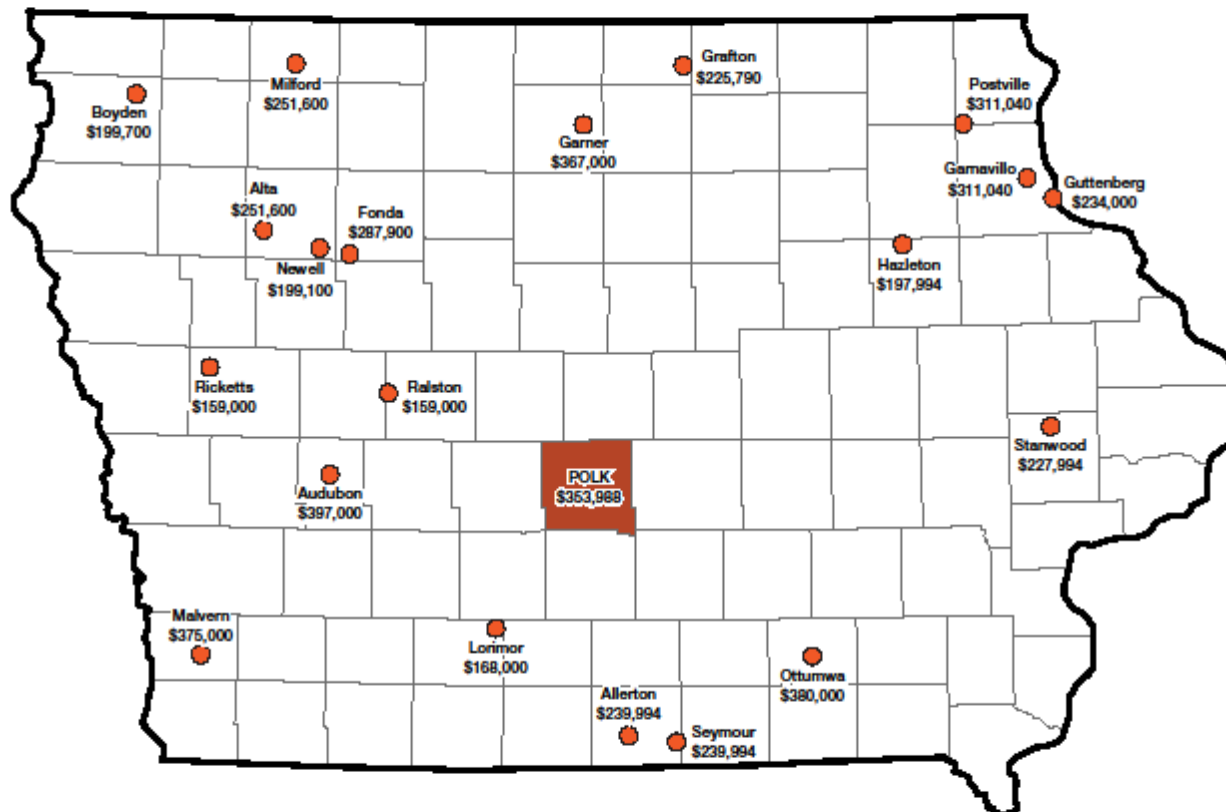 Grafton
$225,790
Milford
$251,600
Postville
$311,040
Boyden
$199,700
Garner
$367,000
Garnavillo
$311,040
Guttenberg
$234,000
Alta
$251,600
Fonda
$287,900
Newell
$199,100
Hazleton
$197,994
Ricketts
$159,000
Ralston
$159,000
Stanwood
$227,994
POLK
$353,988
Audubon
$397,000
Malvern
$375,000
Lorimor
$168,000
Ottumwa
$380,000
Allerton
$239,994
Seymour
$239,994